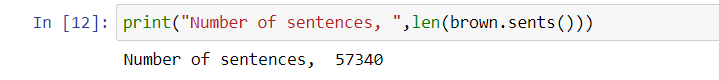 In [12]: print("Number of sentences, ",len(brown.sents()))
Number of sentences,  57340